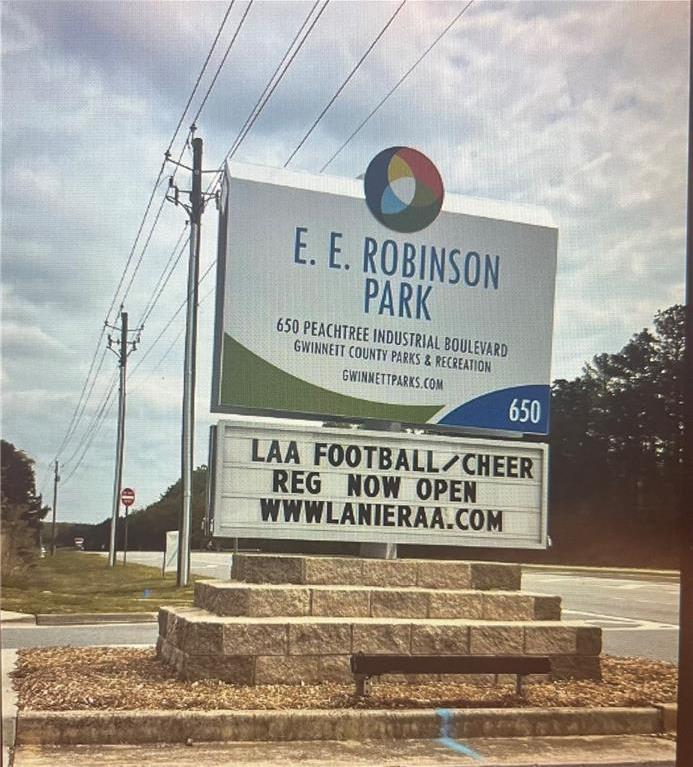 E. E. ROBINSON
PARK
650 PEACHTREE INDUSTRIAL BOULEVARD
GWINNETT COUNTY PARKS & RECREATION
GWINNETTPARKS.COM
650
LAA FOOTBALL/CHEER
REG NOW OPEN
WWWLANIERAA.COM